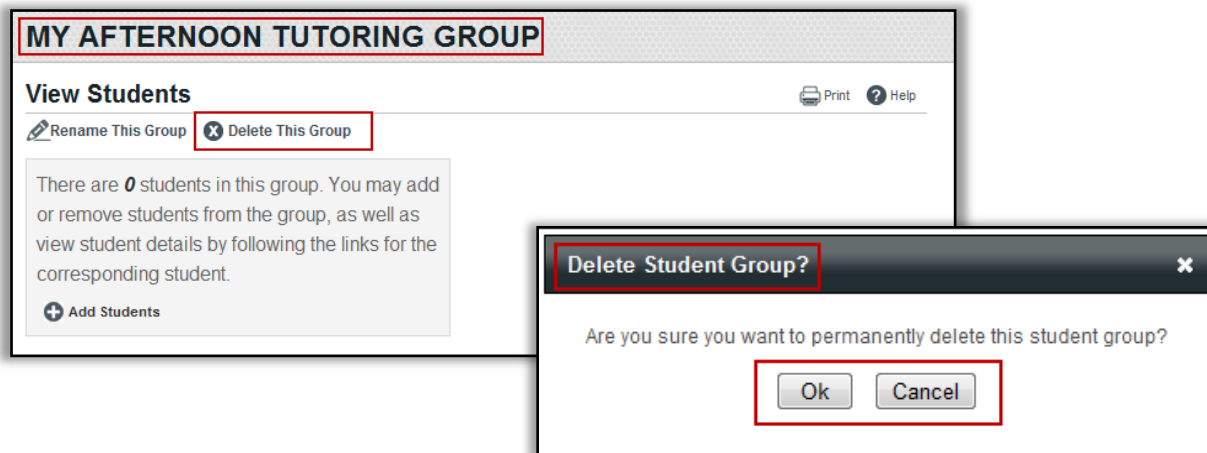 MY AFTERNOON TUTORING GROUP
View Students
Print Help
Rename This Group Delete This Group
There are 0 students in this group. You may add
or remove students from the group, as well as
view student details by following the links for the
corresponding student.
Add Students
Delete Student Group?
Are you sure you want to permanently delete this student group?
Ok Cancel